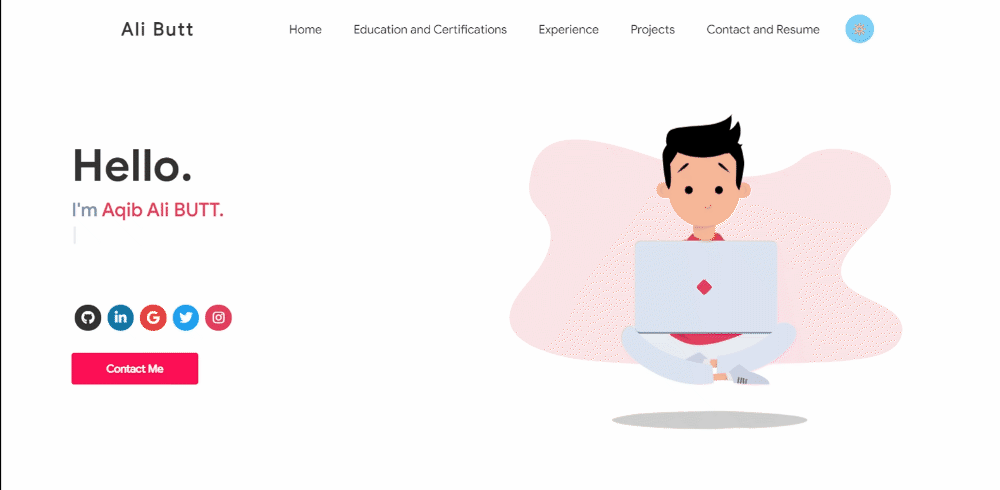 Ali Butt Home Education and Certifications Experience Projects Contact and Resume
Hello.
I'm Aqib Ali BUTT.
Contact Me